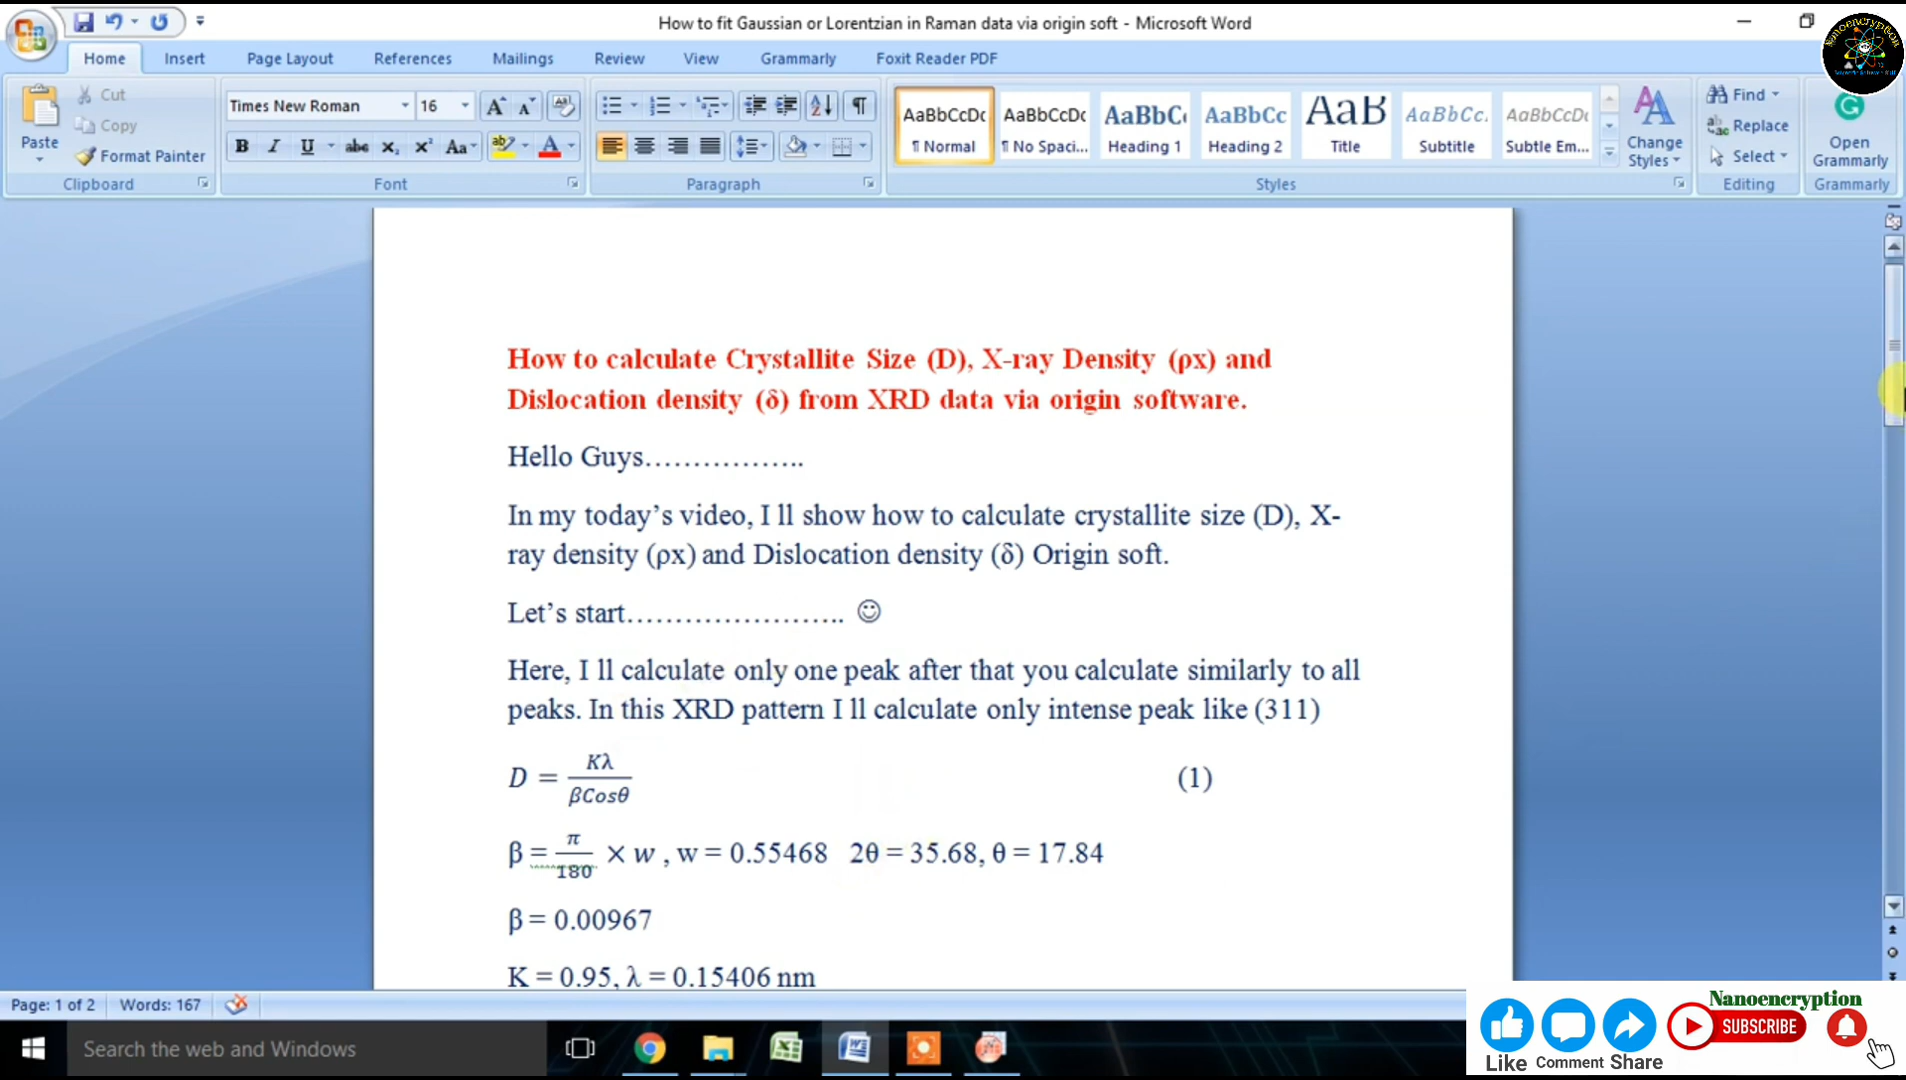 How to fit Gaussian or Lorentzian in Raman data via origin soft - Microsoft Word
Nanoencryption
Home Insert Page Layout References Mailings Review View Grammarly Foxit Reader PDF
Paste
Cut
Copy
Format Painter
Clipboard
Times New Roman 16
Font
Paragraph
AaBbCcDc AaBbCcDc AaBbC AaBbCc AaB AaBbCc. AaBbCcDc
¶ Normal ¶ No Spaci... Heading 1 Heading 2 Title Subtitle Subtle Em...
Change Styles
Styles
Find
Replace
Select
Editing
Open Grammarly
Grammarly
How to calculate Crystallite Size (D), X-ray Density (ρx) and
Dislocation density (δ) from XRD data via origin software.
Hello Guys……………..
In my today’s video, I ll show how to calculate crystallite size (D), X-
ray density (ρx) and Dislocation density (δ) Origin soft.
Let’s start………………….. ☺
Here, I ll calculate only one peak after that you calculate similarly to all
peaks. In this XRD pattern I ll calculate only intense peak like (311)
D = Kλ / βCosθ (1)
β = π/180 × w , w = 0.55468 2θ = 35.68, θ = 17.84
β = 0.00967
K = 0.95, λ = 0.15406 nm
Page: 1 of 2 Words: 167
Search the web and Windows
Nanoencryption
SUBSCRIBE
Like Comment Share